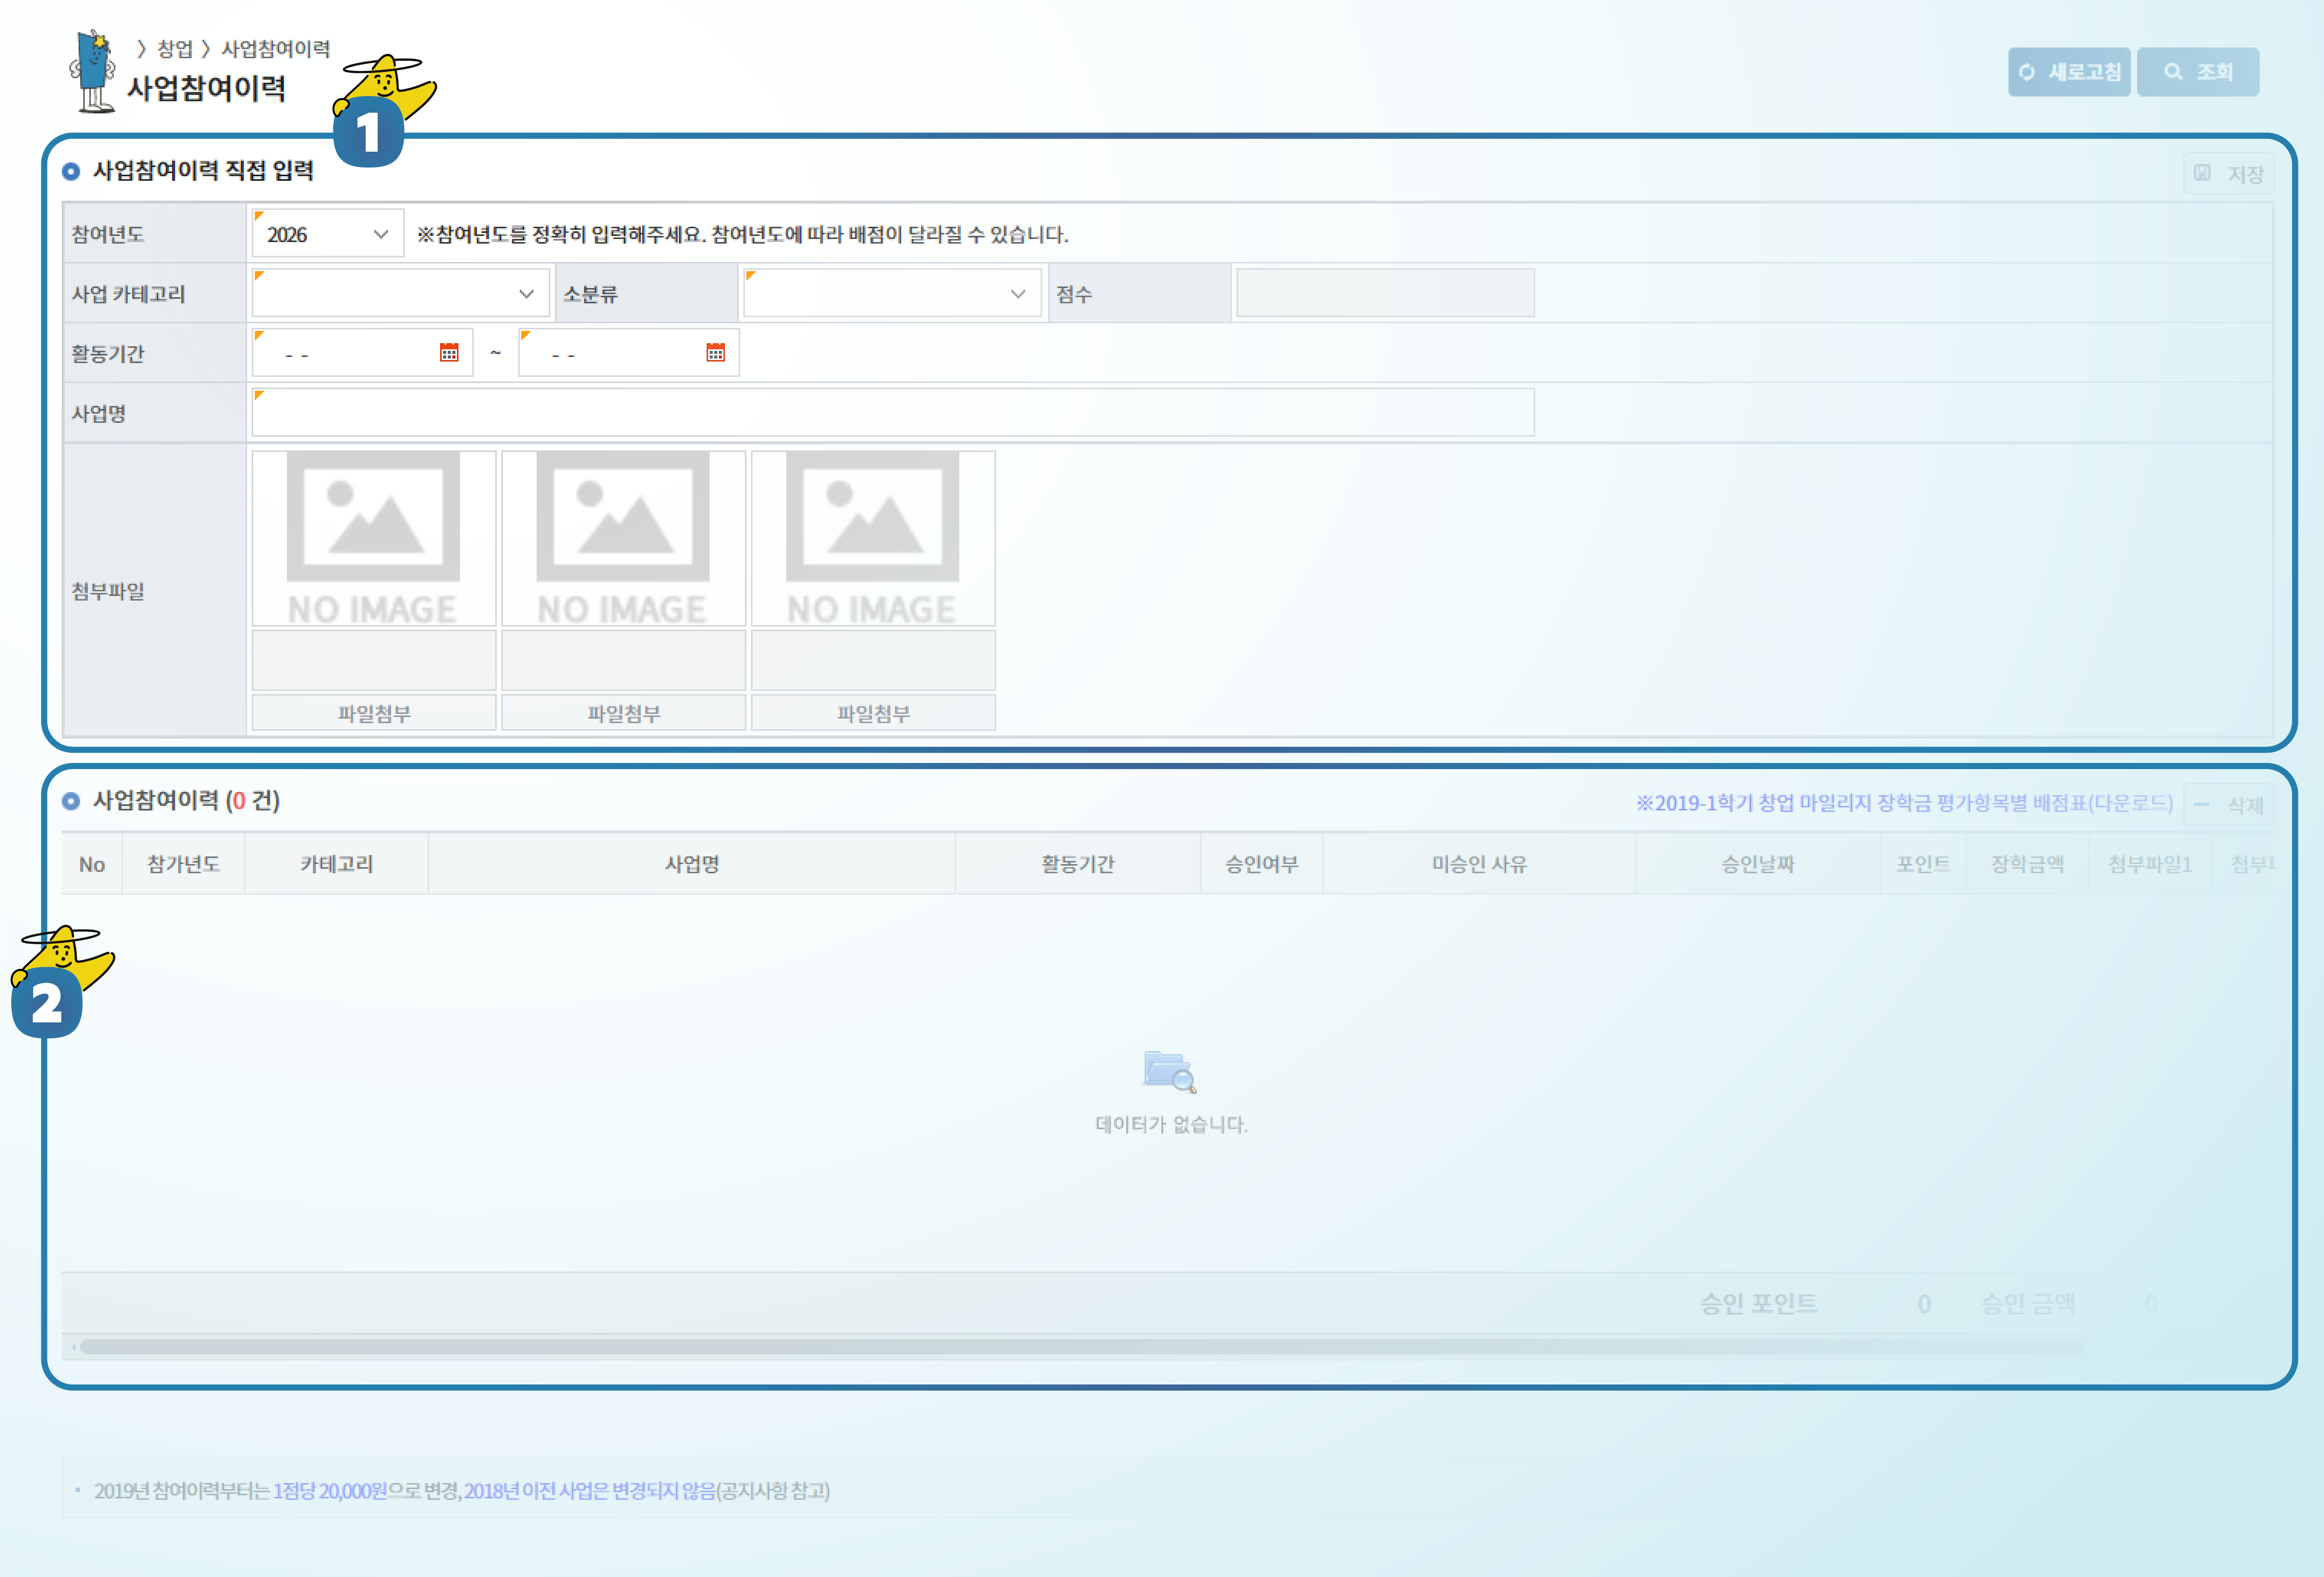 〉 창업 〉 사업참여이력
사업참여이력
새로고침 조회
1
사업참여이력 직접 입력
저장
참여년도 2026 ※참여년도를 정확히 입력해주세요. 참여년도에 따라 배점이 달라질 수 있습니다.
사업 카테고리 소분류 점수
활동기간 - - ~ - -
사업명
첨부파일
NO IMAGE NO IMAGE NO IMAGE
파일첨부 파일첨부 파일첨부
사업참여이력 (0 건)
※2019-1학기 창업 마일리지 장학금 평가항목별 배점표(다운로드) 삭제
No 참가년도 카테고리 사업명 활동기간 승인여부 미승인 사유 승인날짜 포인트 장학금액 첨부파일1 첨부
2
데이터가 없습니다.
승인 포인트 0 승인 금액 0
2019년 참여이력부터는 1점당 20,000원으로 변경, 2018년 이전 사업은 변경되지 않음(공지사항 참고)